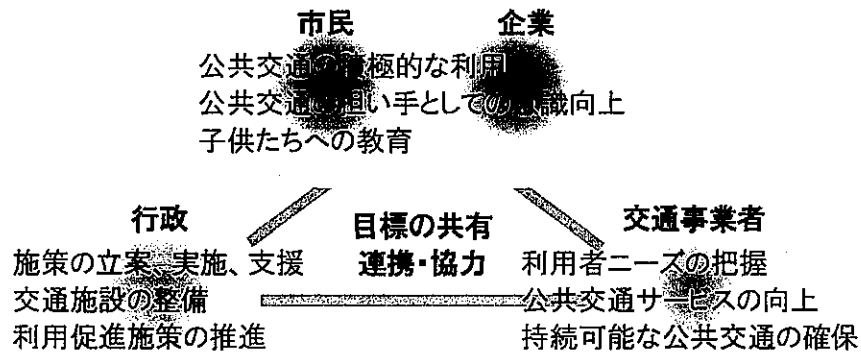 市民 企業
公共交通の積極的な利用
公共交通の担い手としての意識向上
子供たちへの教育
行政
施策の立案、実施、支援
交通施設の整備
利用促進施策の推進
目標の共有
連携・協力
交通事業者
利用者ニーズの把握
公共交通サービスの向上
持続可能な公共交通の確保